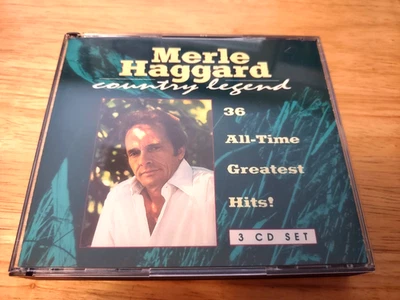 Merle
Haggard
country legend
36
All-Time
Greatest
Hits!
3 CD SET